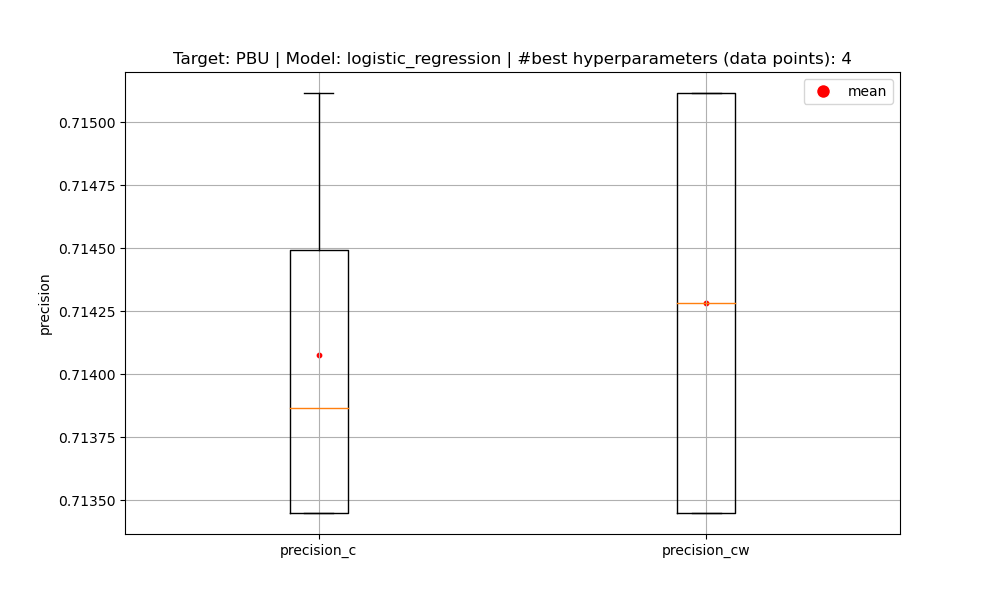 Target: PBU | Model: logistic_regression | #best hyperparameters (data points): 4
mean
0.71500
0.71475
0.71450
0.71425
0.71400
0.71375
0.71350
precision
precision_c
precision_cw